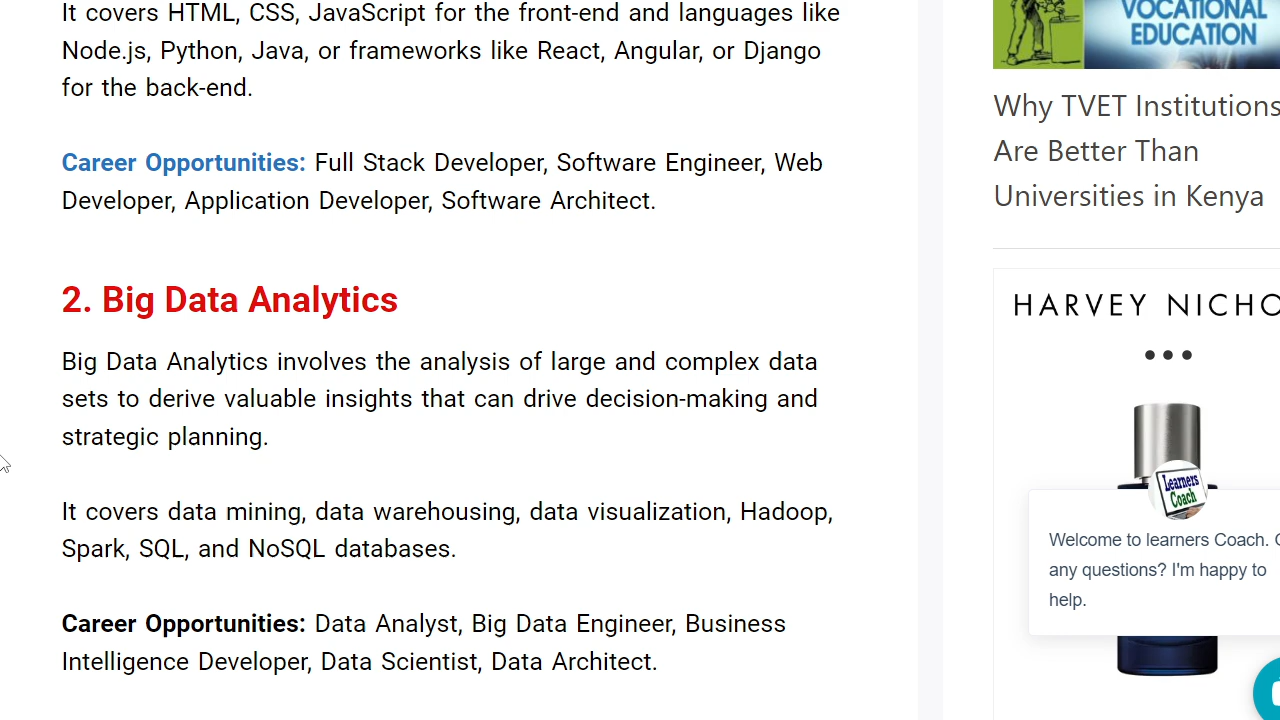 It covers HTML, CSS, JavaScript for the front-end and languages like
Node.js, Python, Java, or frameworks like React, Angular, or Django
for the back-end.
Career Opportunities: Full Stack Developer, Software Engineer, Web
Developer, Application Developer, Software Architect.
2. Big Data Analytics
Big Data Analytics involves the analysis of large and complex data
sets to derive valuable insights that can drive decision-making and
strategic planning.
It covers data mining, data warehousing, data visualization, Hadoop,
Spark, SQL, and NoSQL databases.
Career Opportunities: Data Analyst, Big Data Engineer, Business
Intelligence Developer, Data Scientist, Data Architect.
VOCATIONAL
EDUCATION
Why TVET Institutions
Are Better Than
Universities in Kenya
HARVEY NICHO
Learners
Coach
Welcome to learners Coach.
any questions? I'm happy to
help.